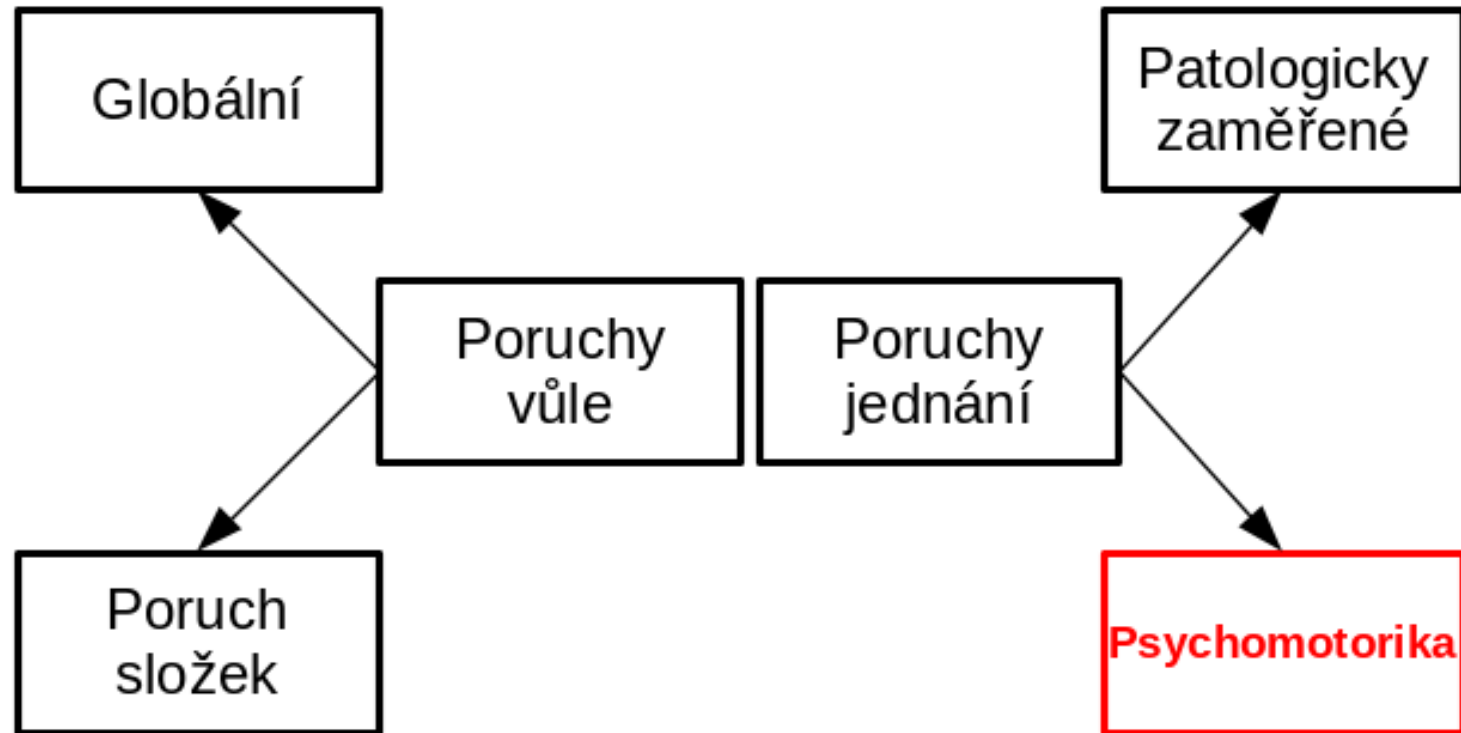 Globální
Patologicky
zaměřené
Poruchy
vůle
Poruchy
jednání
Poruch
složek
Psychomotorika